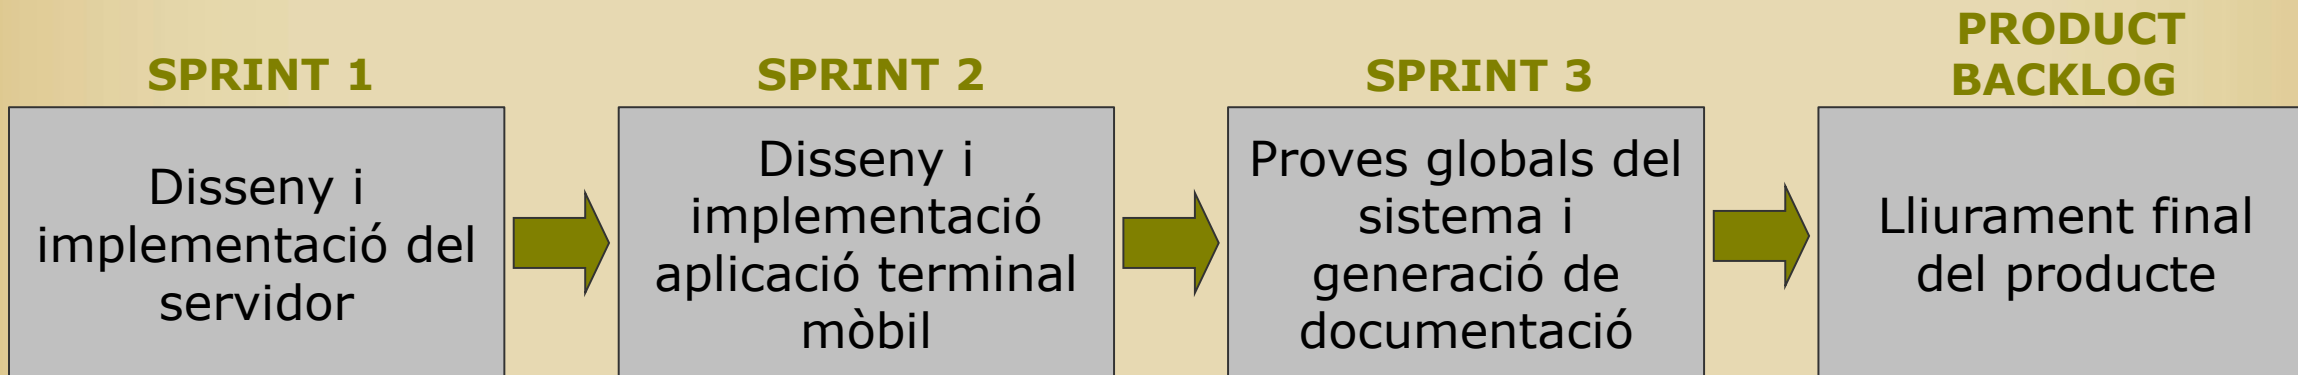 SPRINT 1
Disseny i
implementació del
servidor
SPRINT 2
Disseny i
implementació
aplicació terminal
mòbil
SPRINT 3
Proves globals del
sistema i
generació de
documentació
PRODUCT
BACKLOG
Lliurament final
del producte